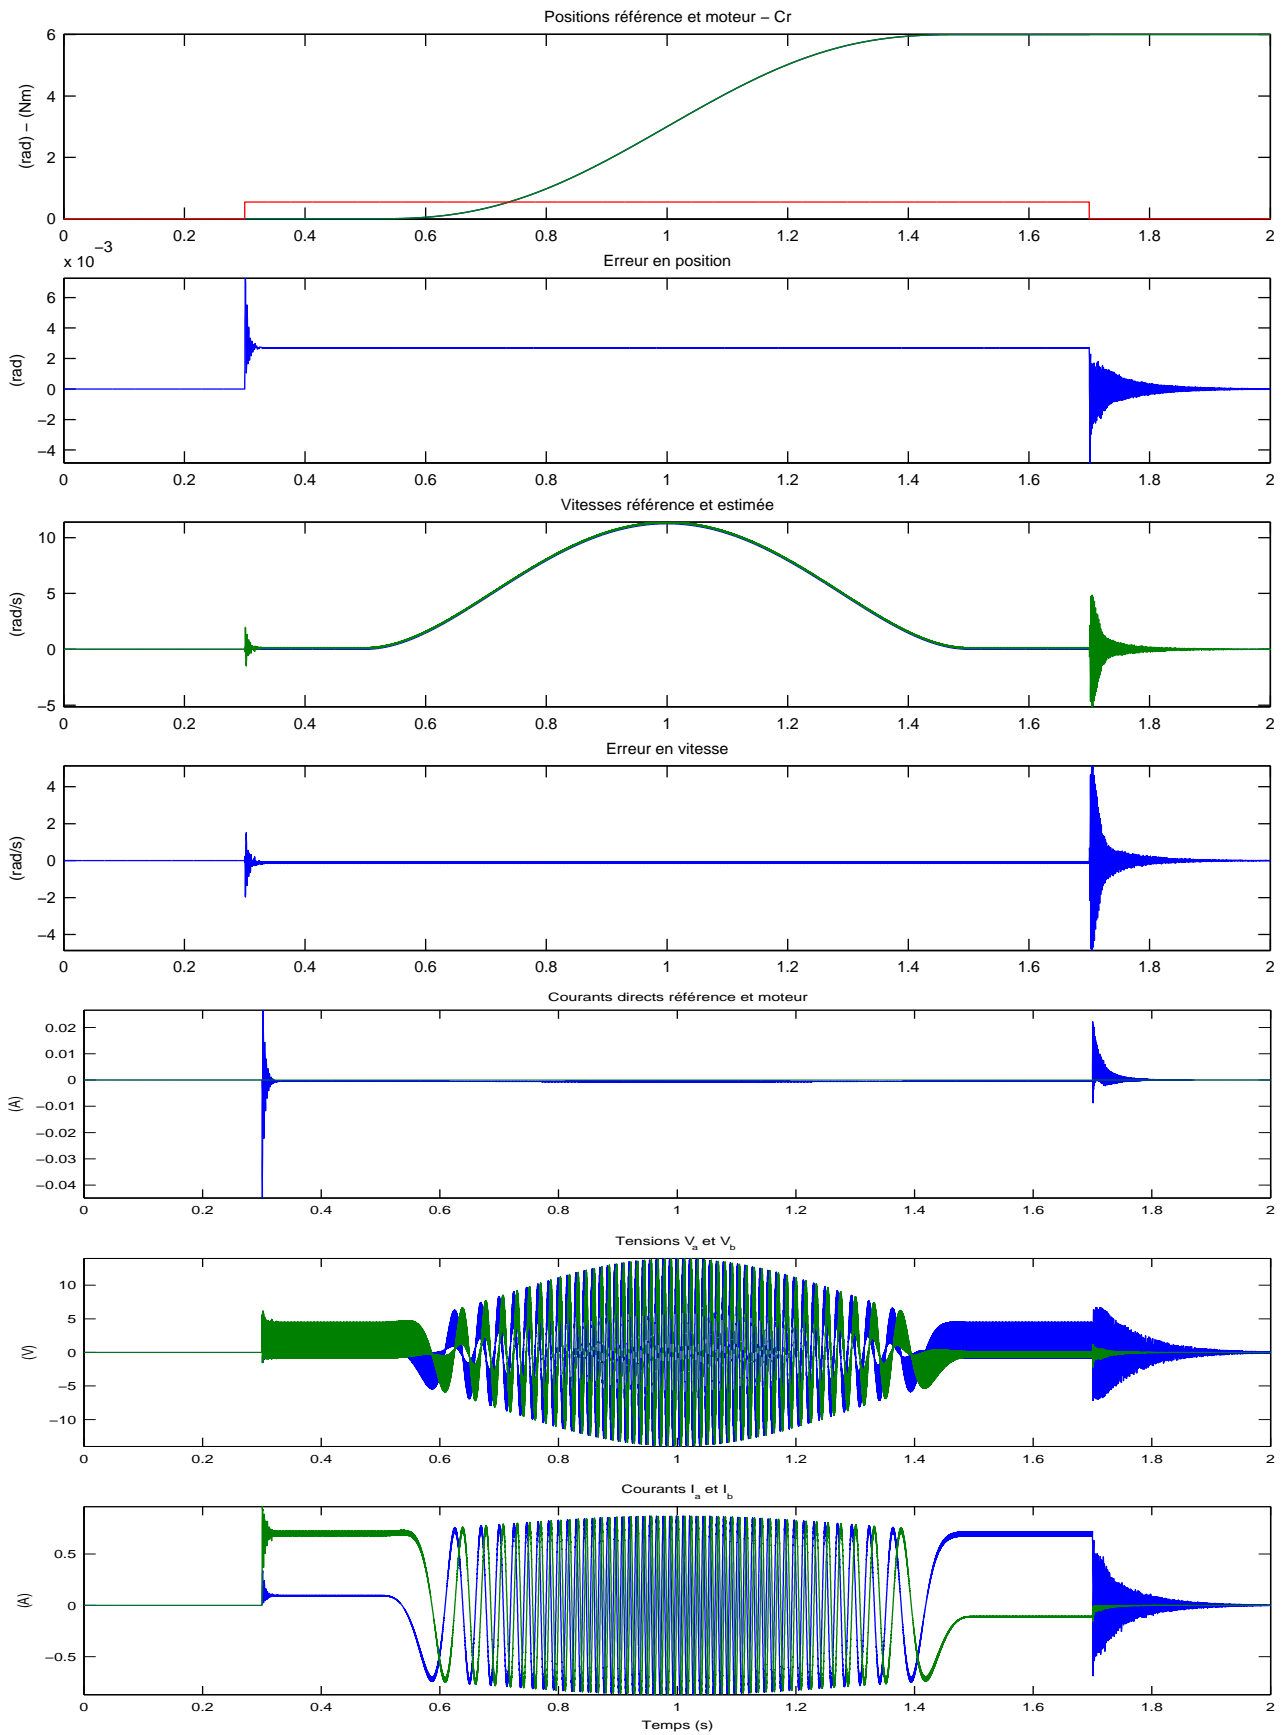 Positions référence et moteur – Cr
6
4
2
0
(rad) – (Nm)
0 0.2 0.4 0.6 0.8 1 1.2 1.4 1.6 1.8 2
x 10 –3
Erreur en position
6
4
2
0
–2
–4
(rad)
0 0.2 0.4 0.6 0.8 1 1.2 1.4 1.6 1.8 2
Vitesses référence et estimée
10
5
0
–5
(rad/s)
0 0.2 0.4 0.6 0.8 1 1.2 1.4 1.6 1.8 2
Erreur en vitesse
4
2
0
–2
–4
(rad/s)
0 0.2 0.4 0.6 0.8 1 1.2 1.4 1.6 1.8 2
Courants directs référence et moteur
0.02
0.01
0
–0.01
–0.02
–0.03
–0.04
(A)
0 0.2 0.4 0.6 0.8 1 1.2 1.4 1.6 1.8 2
Tensions Va et Vb
10
5
0
–5
–10
(V)
0 0.2 0.4 0.6 0.8 1 1.2 1.4 1.6 1.8 2
Courants Ia et Ib
0.5
0
–0.5
(A)
0 0.2 0.4 0.6 0.8 1 1.2 1.4 1.6 1.8 2
Temps (s)